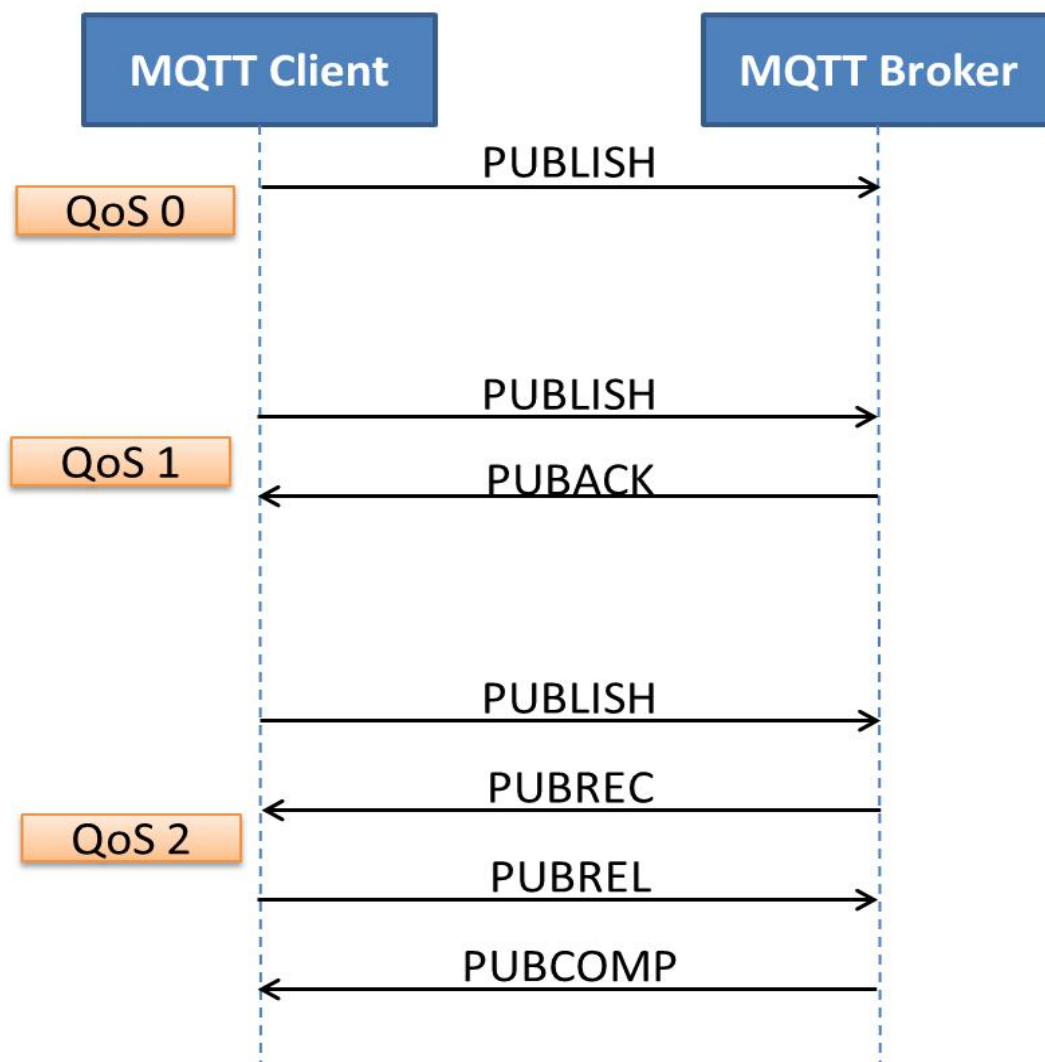 MQTT Client
MQTT Broker
PUBLISH
QoS 0
PUBLISH
QoS 1
PUBACK
PUBLISH
PUBREC
QoS 2
PUBREL
PUBCOMP